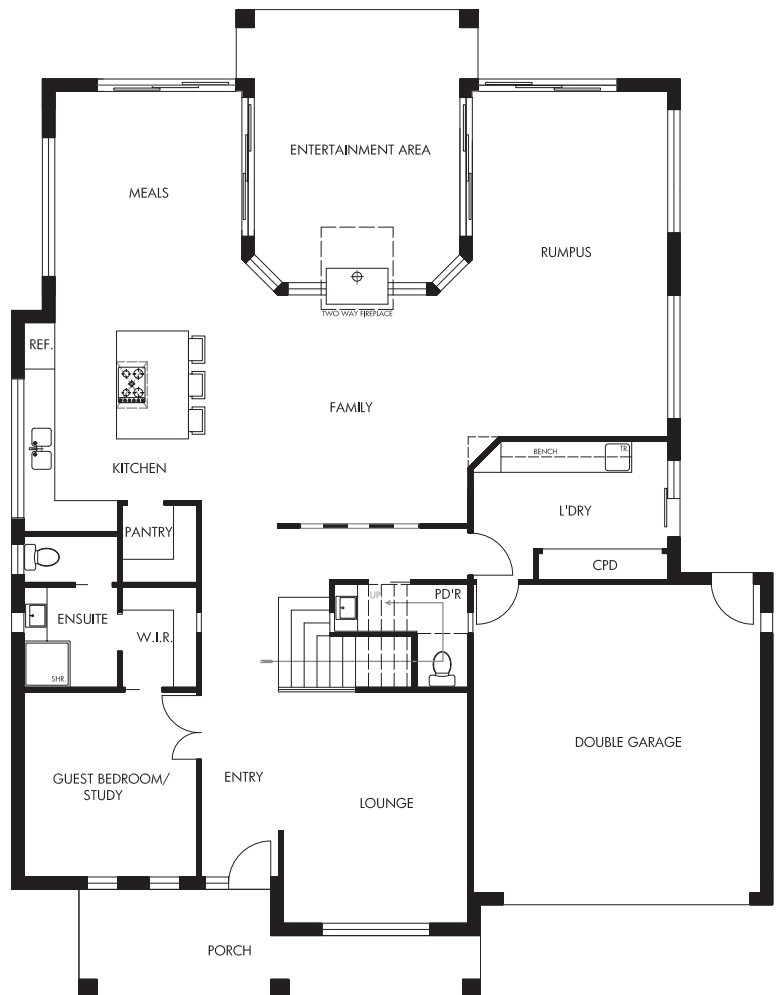 ENTERTAINMENT AREA
MEALS
RUMPUS
TWO WAY FIREPLACE
REF.
FAMILY
KITCHEN
BENCH
TR.
L'DRY
PANTRY
CPD
UP
PD'R
ENSUITE
W.I.R.
SHR.
DOUBLE GARAGE
GUEST BEDROOM/
STUDY
ENTRY
LOUNGE
PORCH